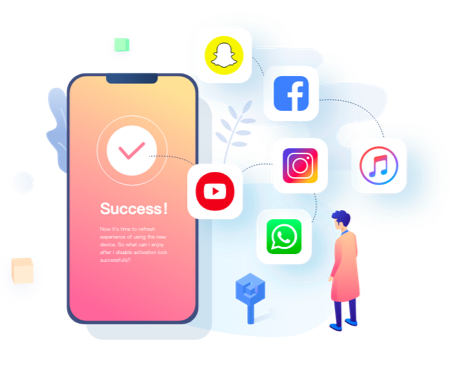 Success!
Now it's time to refresh
experience of using the new
device. So what can I enjoy
after I disable activation lock
successfully?